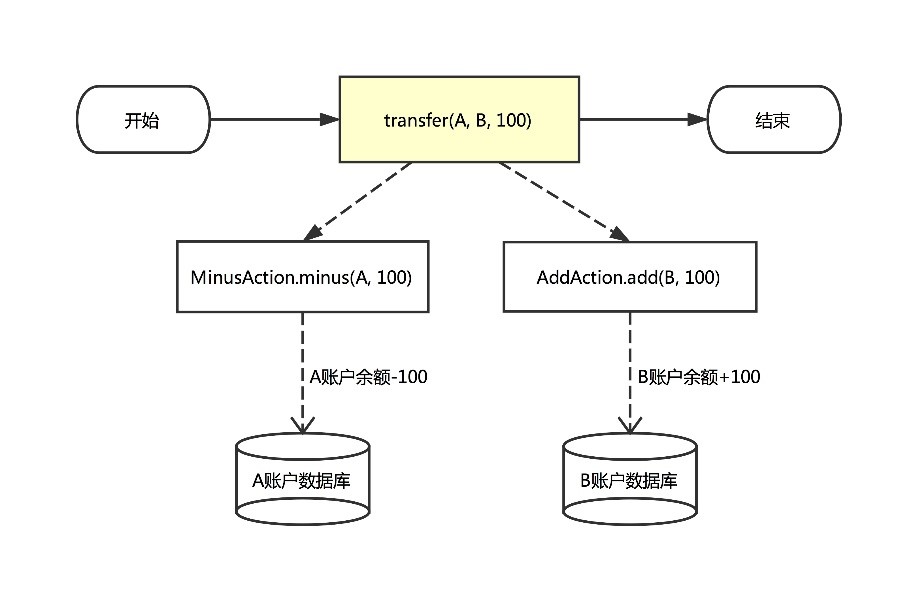 开始
transfer(A, B, 100)
结束
MinusAction.minus(A, 100)
AddAction.add(B, 100)
A账户余额-100
B账户余额+100
A账户数据库
B账户数据库